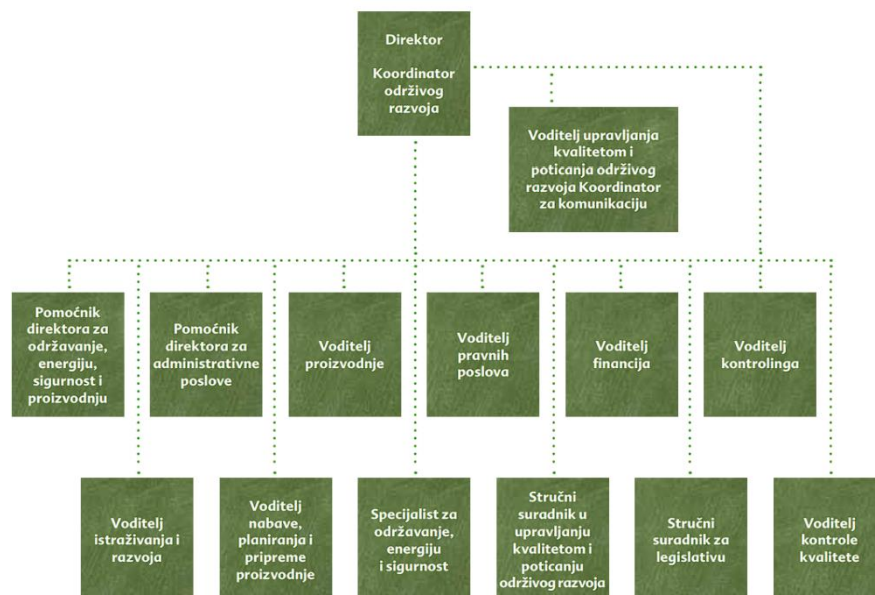 Direktor
Koordinator
održivog
razvoja
Voditelj upravljanja
kvalitetom i
poticanja održivog
razvoja Koordinator
za komunikaciju
Pomoćnik
direktora za
održavanje,
energiju,
sigurnost i
proizvodnju
Pomoćnik
direktora za
administrativne
poslove
Voditelj
proizvodnje
Voditelj
pravnih
poslova
Voditelj
financija
Voditelj
kontrolinga
Voditelj
istraživanja i
razvoja
Voditelj
nabave,
planiranja i
pripreme
proizvodnje
Specijalist za
održavanje,
energiju
i sigurnost
Stručni
suradnik u
upravljanju
kvalitetom i
poticanju
održivog razvoja
Stručni
suradnik za
legislativu
Voditelj
kontrole
kvalitete